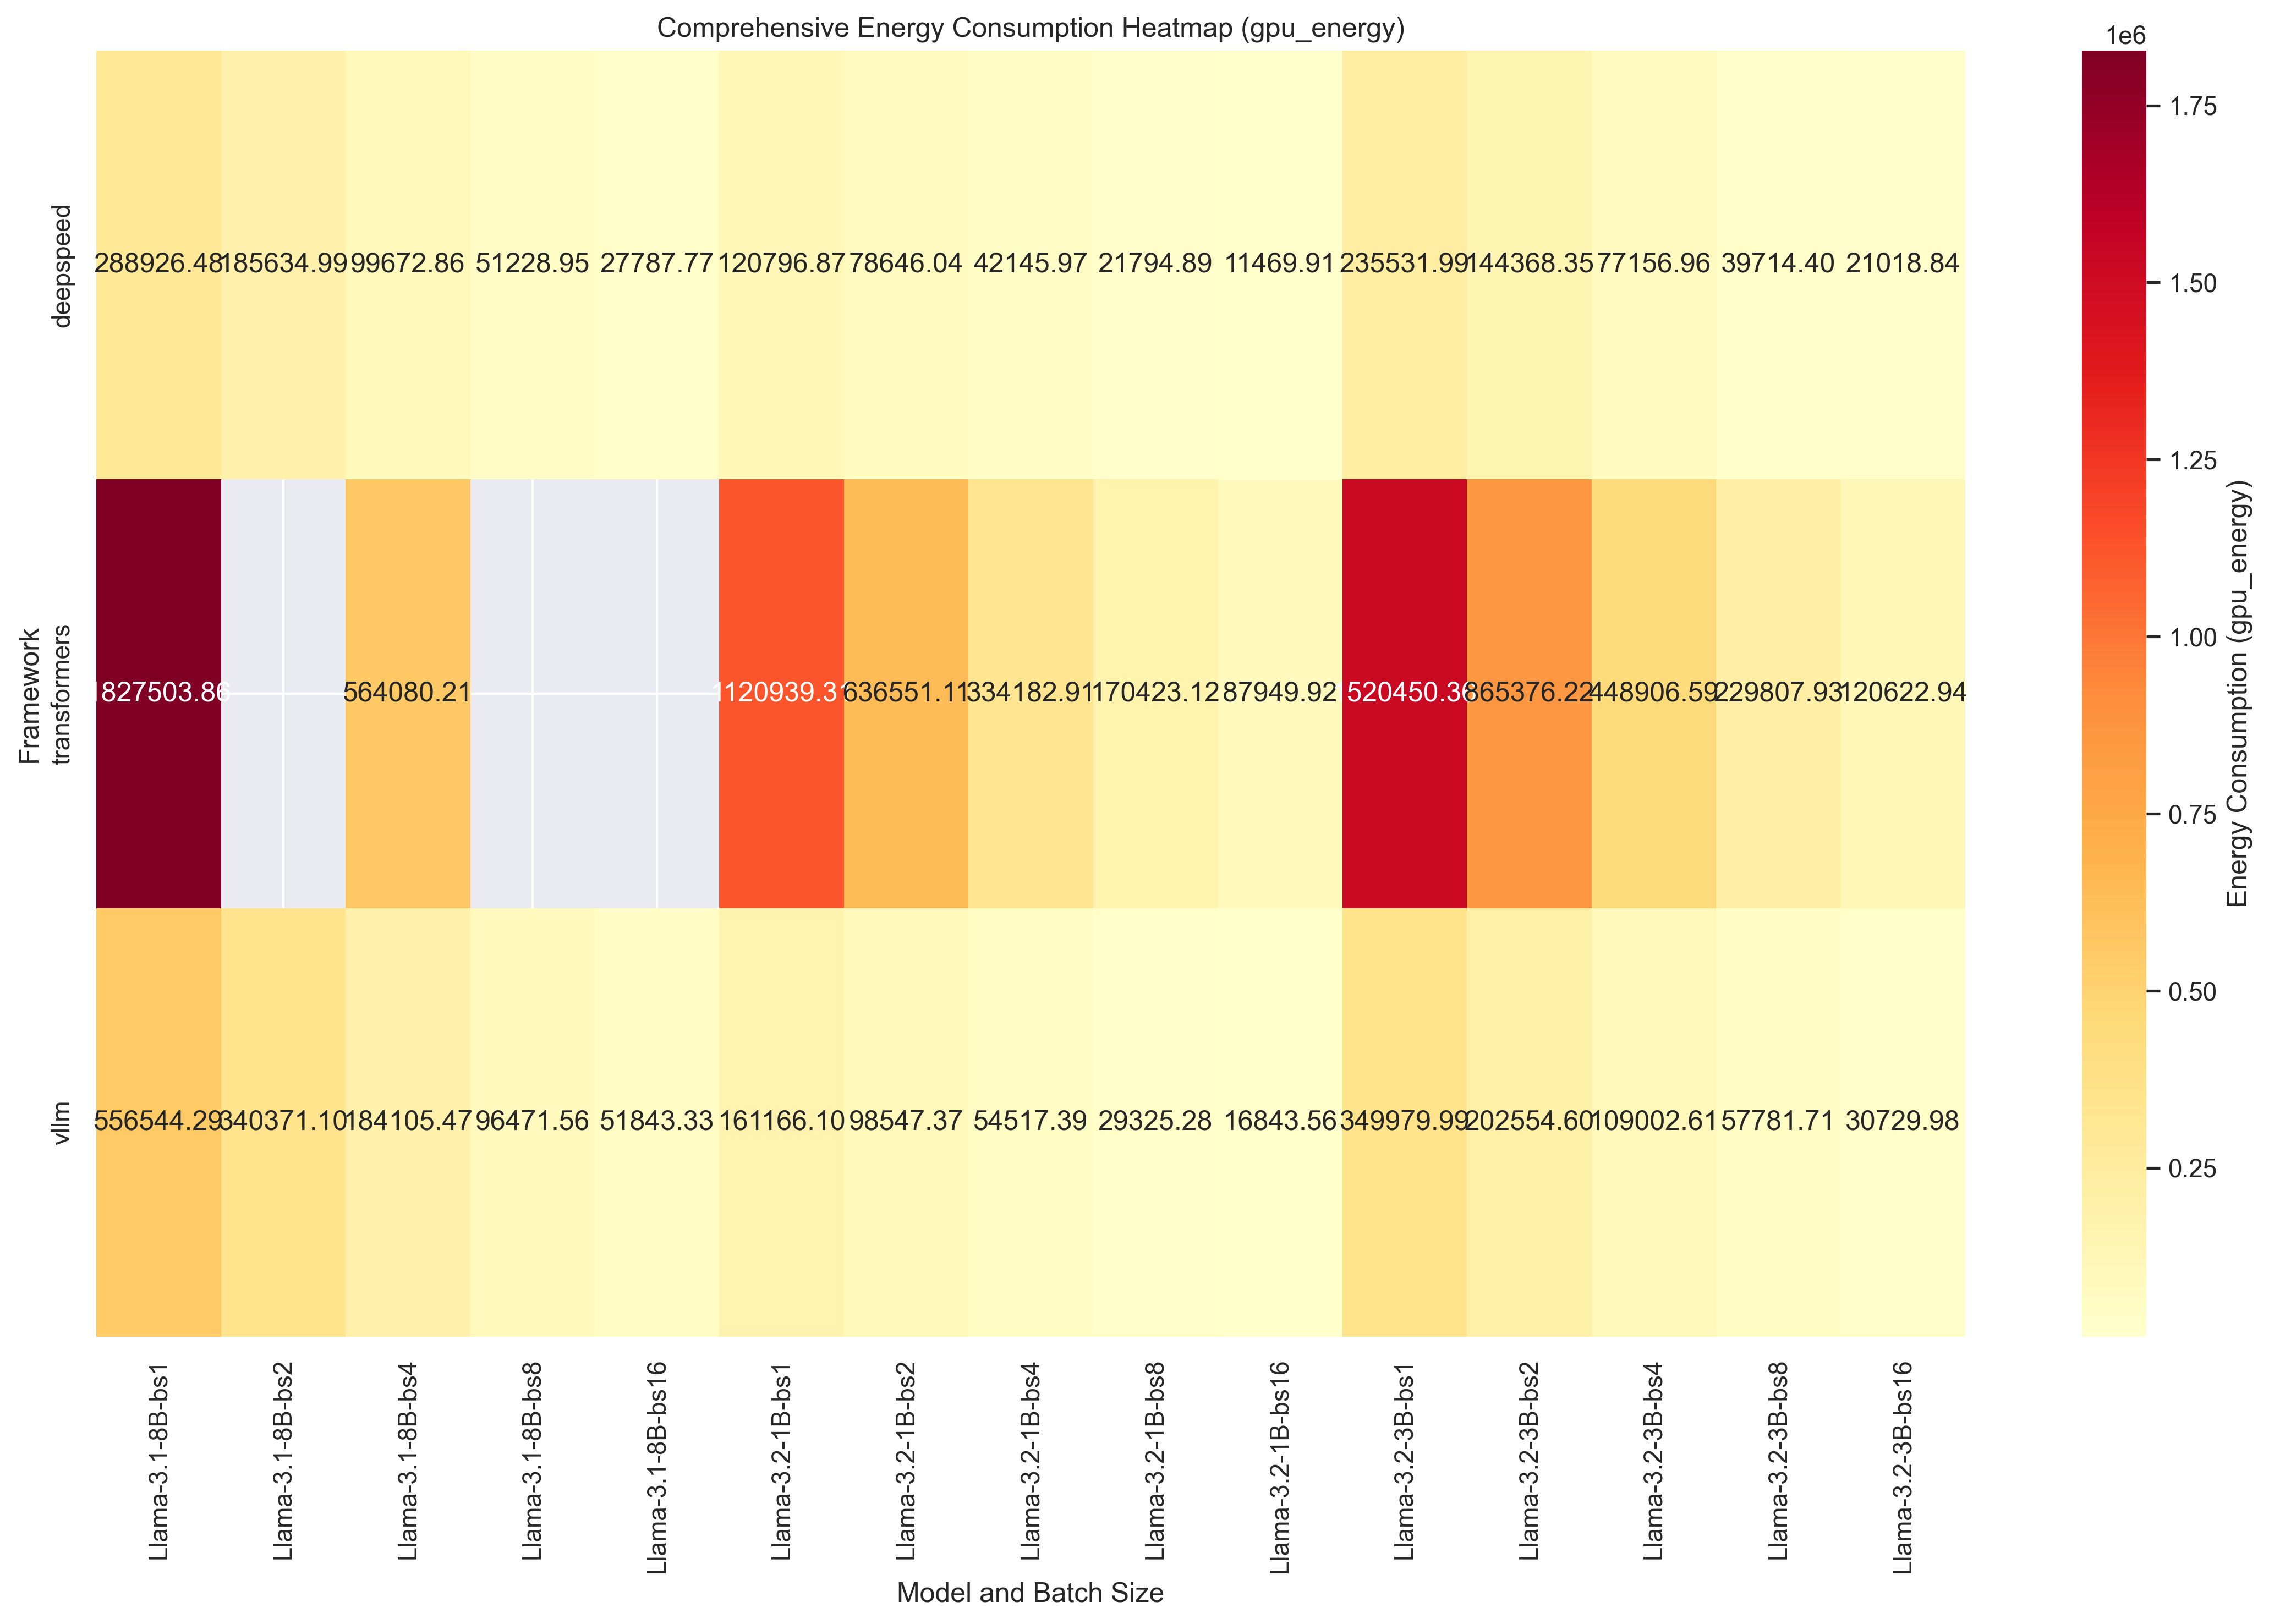 Comprehensive Energy Consumption Heatmap (gpu_energy)
1e6
Framework
deepspeed
288926.48 185634.99 99672.86 51228.95 27787.77 120796.87 78646.04 42145.97 21794.89 11469.91 235531.99 144368.35 77156.96 39714.40 21018.84
transformers
1827503.86 564080.21 636551.11 334182.91 170423.12 87949.92 865376.22 448906.59 229807.93 120622.94
vllm
556544.29 340371.10 184105.47 96471.56 51843.33 161166.10 98547.37 54517.39 29325.28 16843.56 349979.99 202554.60 109002.61 57781.71 30729.98
Llama-3.1-8B-bs1
Llama-3.1-8B-bs2
Llama-3.1-8B-bs4
Llama-3.1-8B-bs8
Llama-3.1-8B-bs16
Llama-3.2-1B-bs1
Llama-3.2-1B-bs2
Llama-3.2-1B-bs4
Llama-3.2-1B-bs8
Llama-3.2-1B-bs16
Llama-3.2-3B-bs1
Llama-3.2-3B-bs2
Llama-3.2-3B-bs4
Llama-3.2-3B-bs8
Llama-3.2-3B-bs16
Model and Batch Size
1.75
1.50
1.25
1.00
0.75
0.50
0.25
Energy Consumption (gpu_energy)